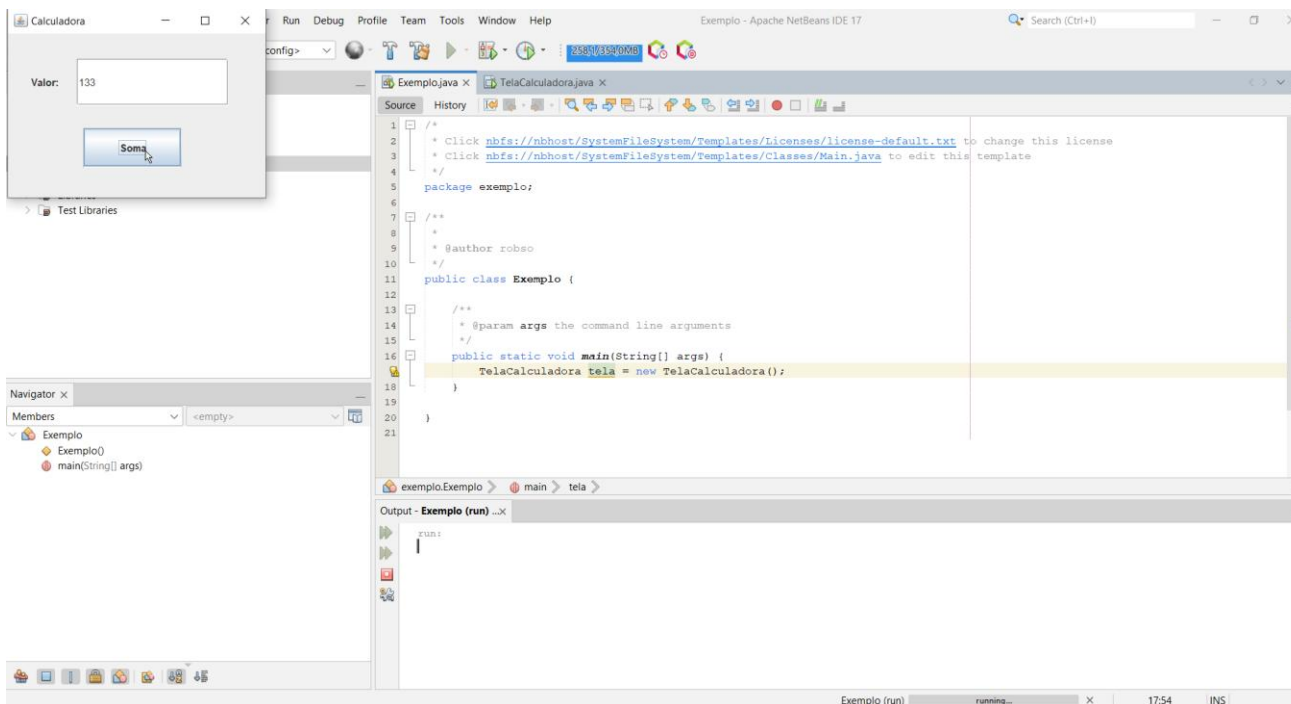 Calculadora
Run Debug Profile Team Tools Window Help
Exemplo - Apache NetBeans IDE 17
Search (Ctrl+I)
config>
258,1/354,0MB
Valor: 133
Soma
Test Libraries
Exemplo.java × TelaCalculadora.java ×
Source History
1 /*
2 * Click nbfs://nbhost/SystemFileSystem/Templates/Licenses/license-default.txt to change this license
3 * Click nbfs://nbhost/SystemFileSystem/Templates/Classes/Main.java to edit this template
4 */
5 package exemplo;
6
7 /**
8 *
9 * @author robso
10 */
11 public class Exemplo {
12
13 /**
14 * @param args the command line arguments
15 */
16 public static void main(String[] args) {
TelaCalculadora tela = new TelaCalculadora();
18 }
19
20 }
21
Navigator ×
Members <empty>
Exemplo
Exemplo()
main(String[] args)
exemplo.Exemplo main tela
Output - Exemplo (run) ...×
run:
Exemplo (run) running... 17:54 INS